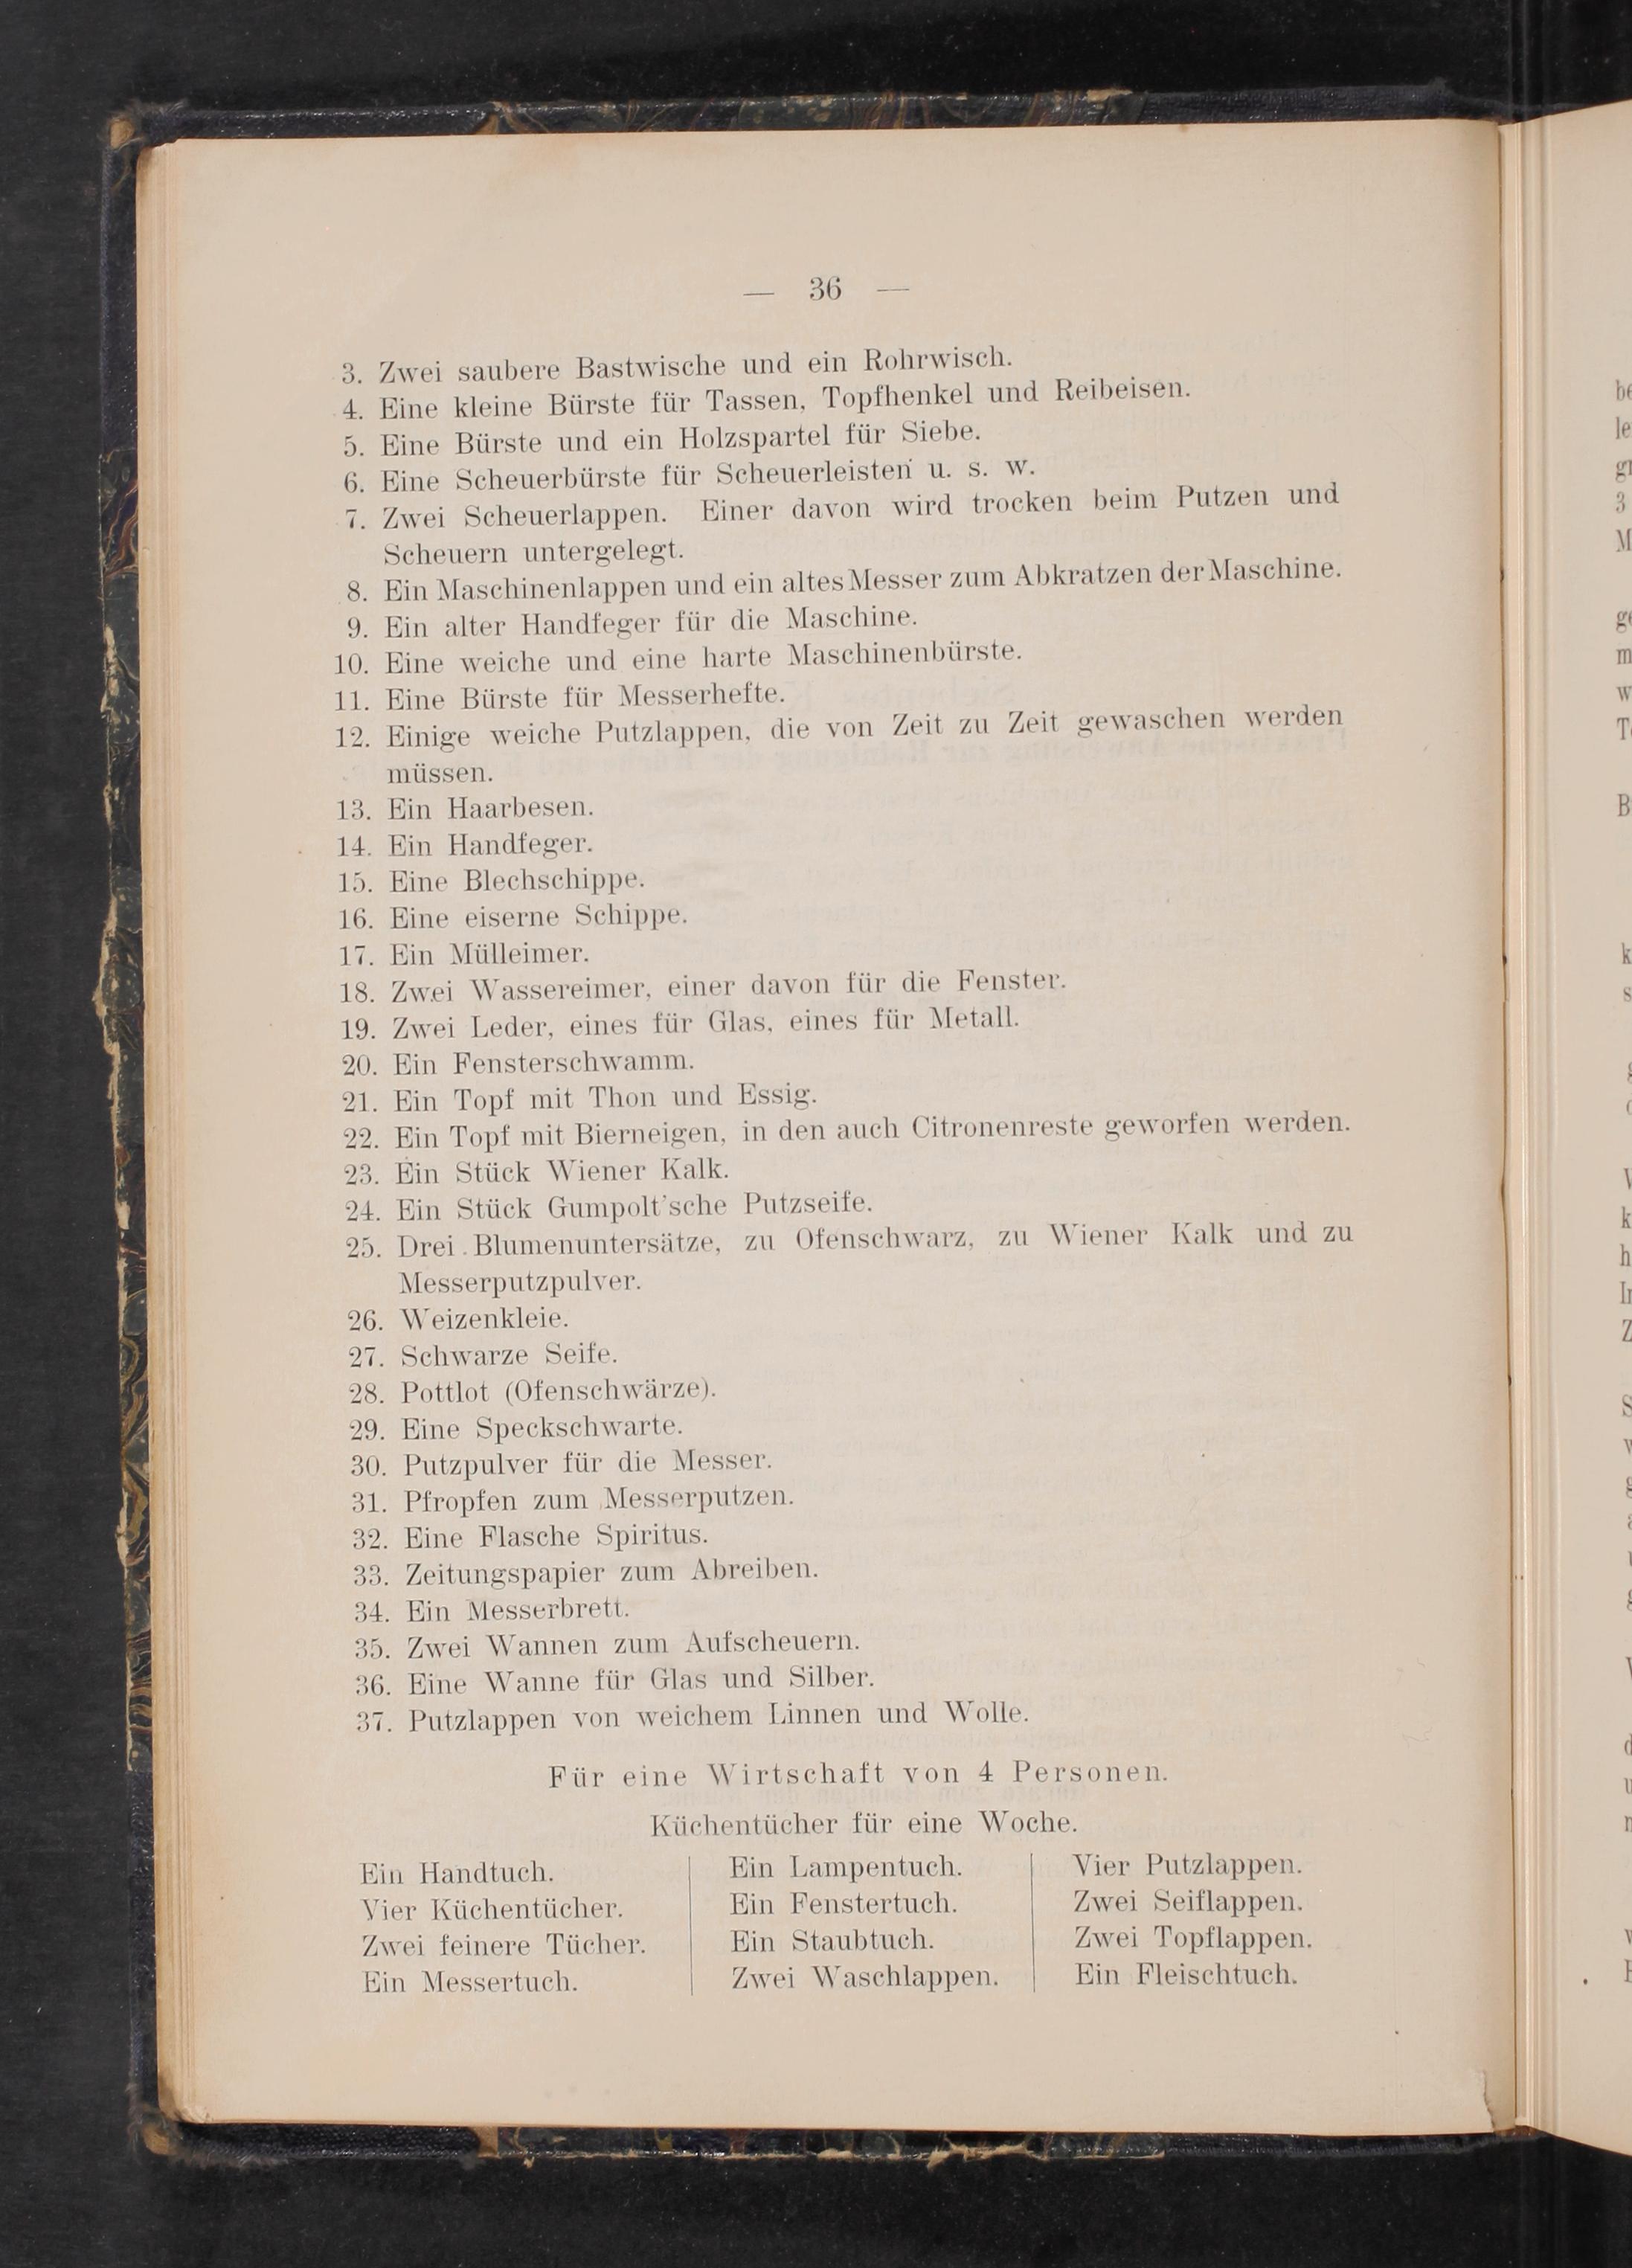 — 36 —
3. Zwei saubere Bastwische und ein Rohrwisch.
4. Eine kleine Bürste für Tassen, Topfhenkel und Reibeisen.
5. Eine Bürste und ein Holzspartel für Siebe.
6. Eine Scheuerbürste für Scheuerleisten u. s. w.
7. Zwei Scheuerlappen. Einer davon wird trocken beim Putzen und
Scheuern untergelegt.
8. Ein Maschinenlappen und ein altes Messer zum Abkratzen der Maschine.
9. Ein alter Handfeger für die Maschine.
10. Eine weiche und eine harte Maschinenbürste.
11. Eine Bürste für Messerhefte.
12. Einige weiche Putzlappen, die von Zeit zu Zeit gewaschen werden
müssen.
13. Ein Haarbesen.
14. Ein Handfeger.
15. Eine Blechschippe.
16. Eine eiserne Schippe.
17. Ein Mülleimer.
18. Zwei Wassereimer, einer davon für die Fenster.
19. Zwei Leder, eines für Glas, eines für Metall.
20. Ein Fensterschwamm.
21. Ein Topf mit Thon und Essig.
22. Ein Topf mit Bierneigen, in den auch Citronenreste geworfen werden.
23. Ein Stück Wiener Kalk.
24. Ein Stück Gumpolt'sche Putzseife.
25. Drei Blumenuntersätze, zu Ofenschwarz, zu Wiener Kalk und zu
Messerputzpulver.
26. Weizenkleie.
27. Schwarze Seife.
28. Pottlot (Ofenschwärze).
29. Eine Speckschwarte.
30. Putzpulver für die Messer.
31. Pfropfen zum Messerputzen.
32. Eine Flasche Spiritus.
33. Zeitungspapier zum Abreiben.
34. Ein Messerbrett.
35. Zwei Wannen zum Aufscheuern.
36. Eine Wanne für Glas und Silber.
37. Putzlappen von weichem Linnen und Wolle.
Für eine Wirtschaft von 4 Personen.
Küchentücher für eine Woche.
Ein Handtuch.
Vier Küchentücher.
Zwei feinere Tücher.
Ein Messertuch.
Ein Lampentuch.
Ein Fenstertuch.
Ein Staubtuch.
Zwei Waschlappen.
Vier Putzlappen.
Zwei Seiflappen.
Zwei Topflappen.
Ein Fleischtuch.